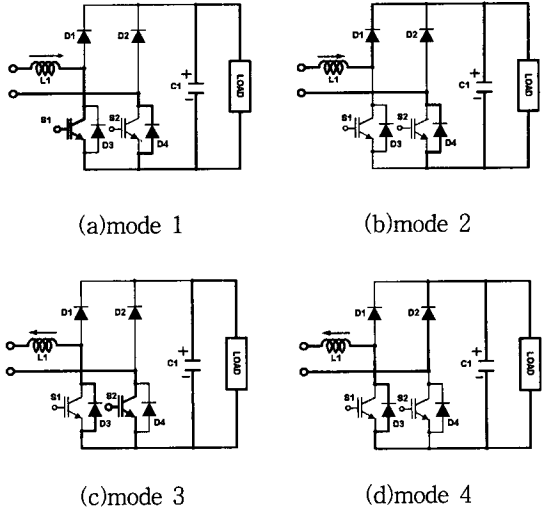 D1
D2
L1
C1
+
−
LOAD
S1
D3
S2
D4
(a)mode 1
D1
D2
L1
C1
+
−
LOAD
S1
D3
S2
D4
(b)mode 2
D1
D2
L1
C1
+
−
LOAD
S1
D3
S2
D4
(c)mode 3
D1
D2
L1
C1
+
−
LOAD
S1
D3
S2
D4
(d)mode 4